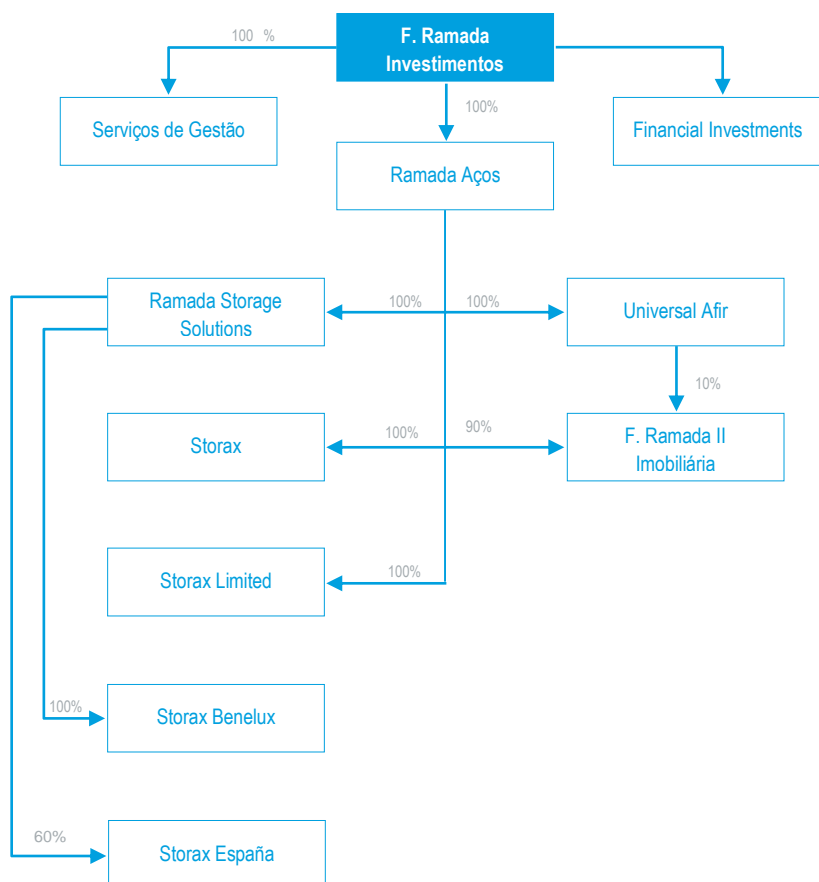 100 %
F. Ramada
Investimentos
100%
Serviços de Gestão
Financial Investments
Ramada Aços
Ramada Storage
Solutions
100%
100%
Universal Afir
10%
Storax
100%
90%
F. Ramada II
Imobiliária
Storax Limited
100%
100%
Storax Benelux
60%
Storax España